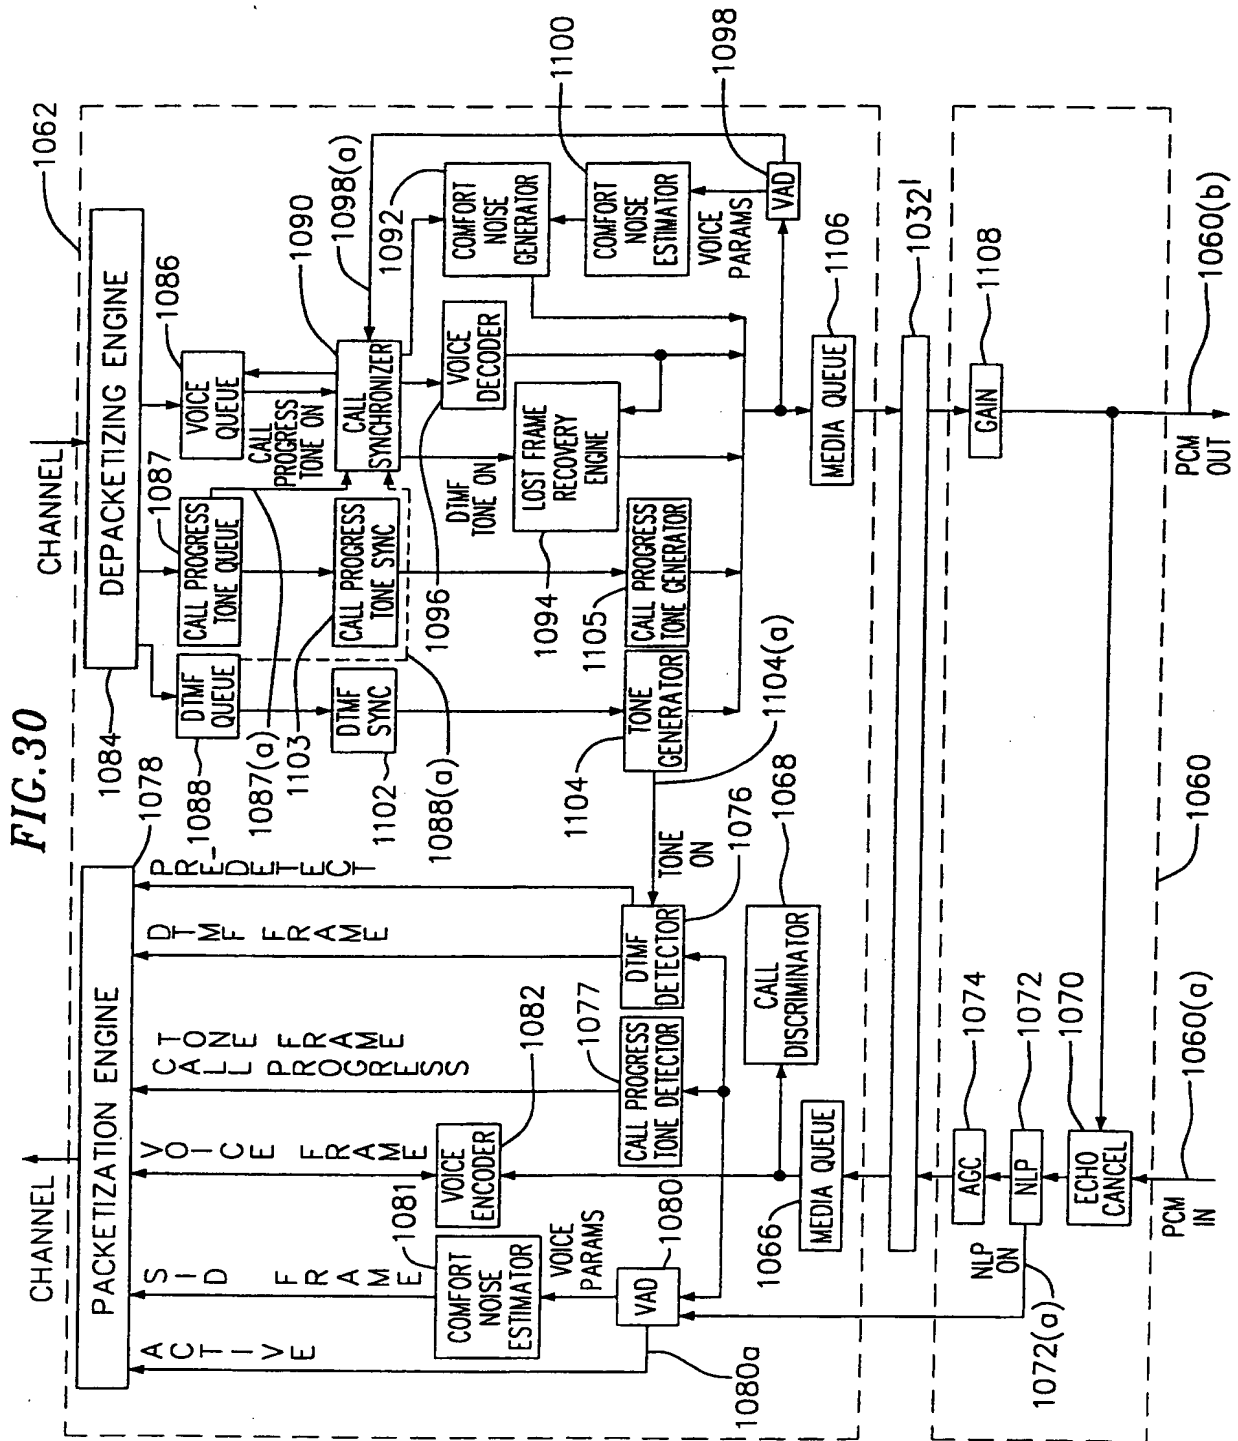 FIG.30
CHANNEL
PACKETIZATION ENGINE
1078
ACTIVE
SID FRAME
VOICE FRAME
CALL PROGRESS
TONE FRAME
DTMF FRAME
PRE-DETECT
COMFORT
NOISE
ESTIMATOR
1081
VOICE
ENCODER
1082
VOICE
PARAMS
VAD
1080
1080a
CALL PROGRESS
TONE DETECTOR
1077
DTMF
DETECTOR
1076
TONE
ON
CALL
DISCRIMINATOR
1068
MEDIA QUEUE
1066
CHANNEL
DEPACKETIZING ENGINE
1084
1062
DTMF
QUEUE
1088
CALL PROGRESS
TONE QUEUE
1087
1087(a)
VOICE
QUEUE
1086
CALL
PROGRESS
TONE ON
DTMF
SYNC
1102
CALL PROGRESS
TONE SYNC
1103
1088(a)
CALL
SYNCHRONIZER
1090
1098(a)
DTMF
TONE ON
VOICE
DECODER
1096
COMFORT
NOISE
GENERATOR
1092
LOST FRAME
RECOVERY
ENGINE
1094
COMFORT
NOISE
ESTIMATOR
1100
VOICE
PARAMS
VAD
1098
TONE
GENERATOR
1104
1104(a)
CALL PROGRESS
TONE GENERATOR
1105
MEDIA QUEUE
1106
1032'
AGC
1074
NLP
1072
NLP
ON
1072(a)
ECHO
CANCEL
1070
PCM
IN
1060(a)
GAIN
1108
PCM
OUT
1060(b)
1060